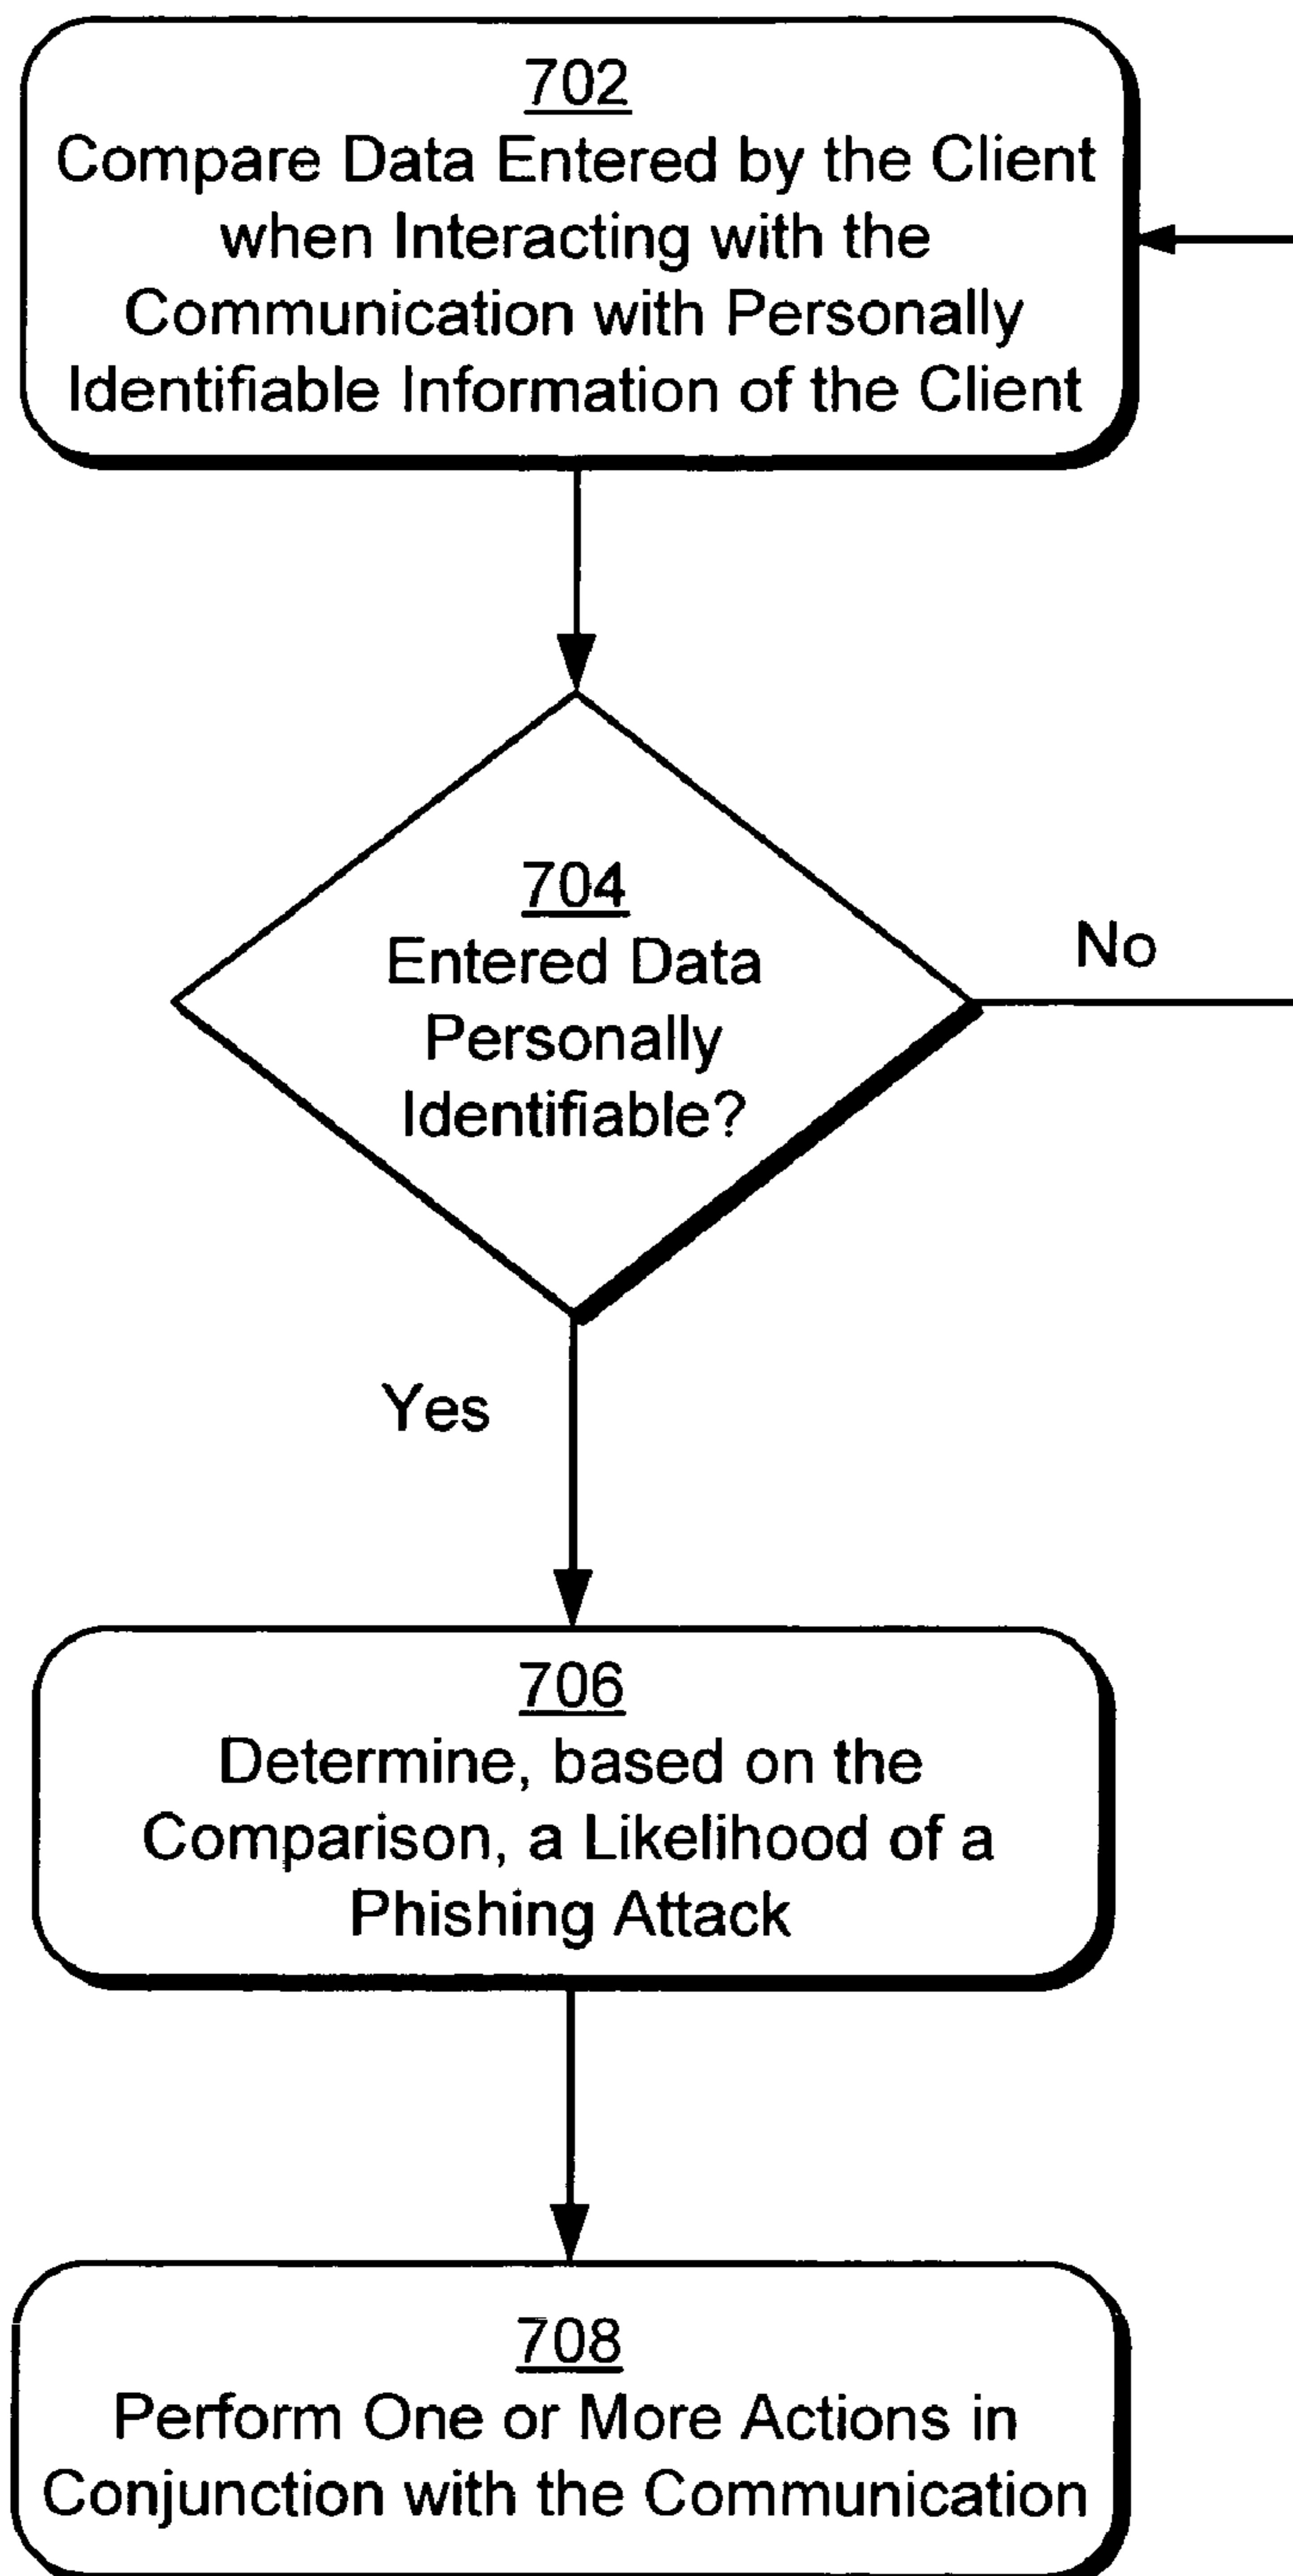 702
Compare Data Entered by the Client
when Interacting with the
Communication with Personally
Identifiable Information of the Client
704
Entered Data
Personally
Identifiable?
No
Yes
706
Determine, based on the
Comparison, a Likelihood of a
Phishing Attack
708
Perform One or More Actions in
Conjunction with the Communication